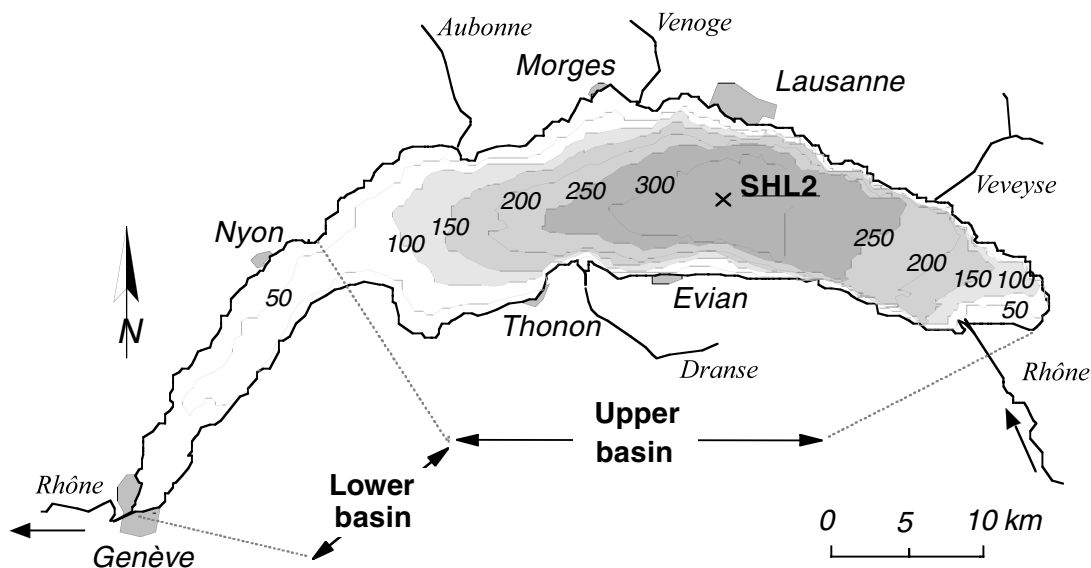 Aubonne
Venoge
Morges
Lausanne
300
SHL2
250
200
150
100
Veveyse
250
200
150
100
50
Nyon
50
N
Evian
Thonon
Dranse
Rhône
Upper
basin
Lower
basin
Rhône
Genève
0 5 10 km